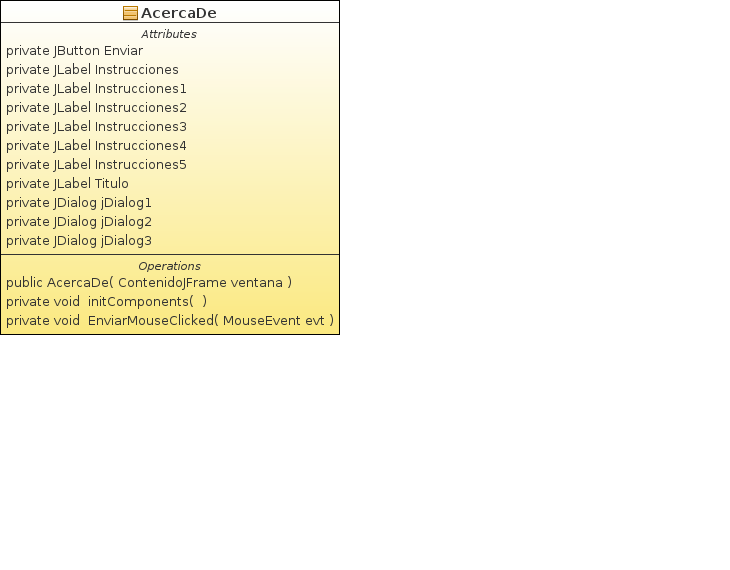 AcercaDe
Attributes
private JButton Enviar
private JLabel Instrucciones
private JLabel Instrucciones1
private JLabel Instrucciones2
private JLabel Instrucciones3
private JLabel Instrucciones4
private JLabel Instrucciones5
private JLabel Titulo
private JDialog jDialog1
private JDialog jDialog2
private JDialog jDialog3
Operations
public AcercaDe( ContenidoJFrame ventana )
private void  initComponents(  )
private void  EnviarMouseClicked( MouseEvent evt )